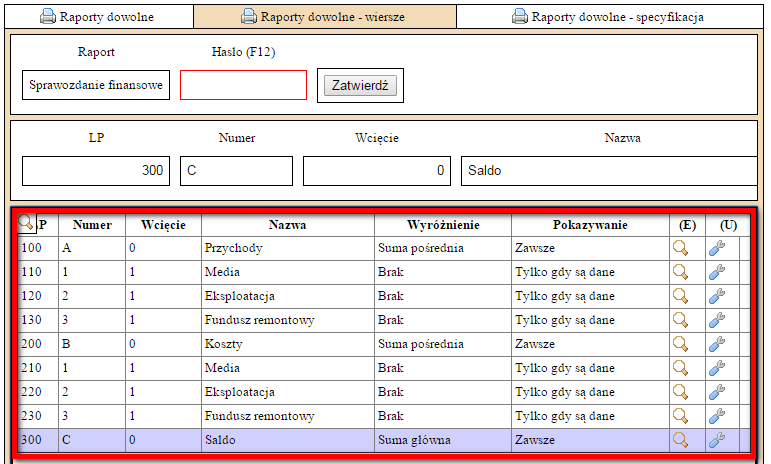 Raporty dowolne Raporty dowolne - wiersze Raporty dowolne - specyfikacja
Raport Hasło (F12)
Sprawozdanie finansowe Zatwierdź
LP Numer Wcięcie Nazwa
300 C 0 Saldo
P Numer Wcięcie Nazwa Wyróżnienie Pokazywanie (E) (U)
100 A 0 Przychody Suma pośrednia Zawsze
110 1 1 Media Brak Tylko gdy są dane
120 2 1 Eksploatacja Brak Tylko gdy są dane
130 3 1 Fundusz remontowy Brak Tylko gdy są dane
200 B 0 Koszty Suma pośrednia Zawsze
210 1 1 Media Brak Tylko gdy są dane
220 2 1 Eksploatacja Brak Tylko gdy są dane
230 3 1 Fundusz remontowy Brak Tylko gdy są dane
300 C 0 Saldo Suma główna Zawsze